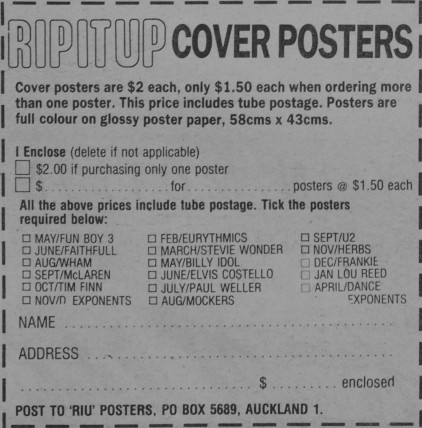 RIPITUP COVER POSTERS
Cover posters are $2 each, only $1.50 each when ordering more
than one poster. This price includes tube postage. Posters are
full colour on glossy poster paper, 58cms x 43cms.
I Enclose (delete if not applicable)
$2.00 if purchasing only one poster
$. . . . . . . . . . . . . . . . . . . for. . . . . . . . . . . . . . . . . . posters @ $1.50 each
All the above prices include tube postage. Tick the posters
required below:
MAY/FUN BOY 3 FEB/EURYTHMICS SEPT/U2
JUNE/FAITHFULL MARCH/STEVIE WONDER NOV/HERBS
AUG/WHAM MAY/BILLY IDOL DEC/FRANKIE
SEPT/McLAREN JUNE/ELVIS COSTELLO JAN LOU REED
OCT/TIM FINN JULY/PAUL WELLER APRIL/DANCE
NOV/D EXPONENTS AUG/MOCKERS EXPONENTS
NAME . . . . . . . . . . . . . . . . . . . . . . . . . . . . . . . . . . . . . . . . . . . .
ADDRESS . . . . . . . . . . . . . . . . . . . . . . . . . . . . . . . . . . . . . . . . .
. . . . . . . . . . . . . . . . . . . . . . . . . . . . . . $ . . . . . . . . . enclosed
POST TO 'RIU' POSTERS, PO BOX 5689, AUCKLAND 1.